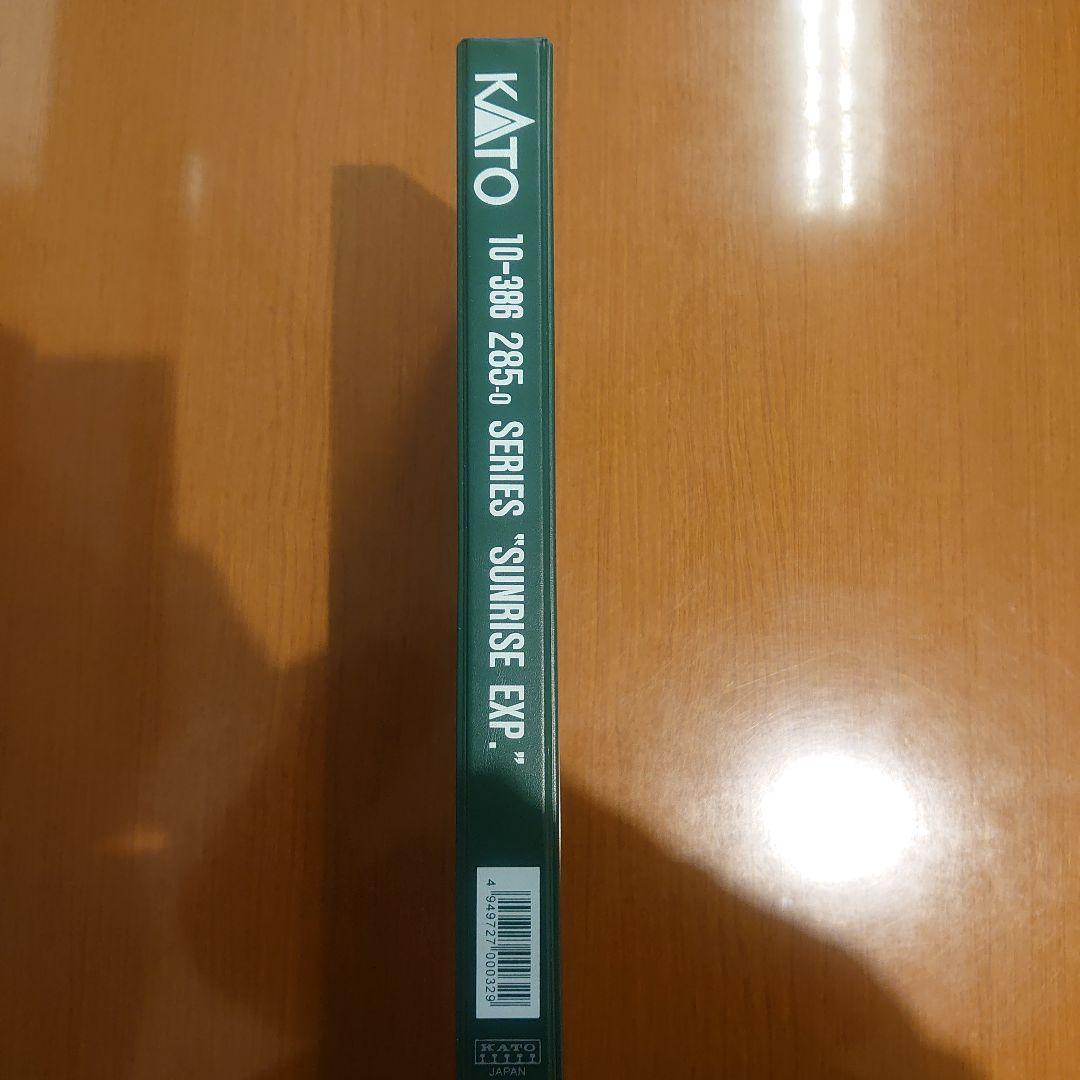 KATO 10-386 285-0 SERIES "SUNRISE EXP."
4 949727 000329
KATO
JAPAN